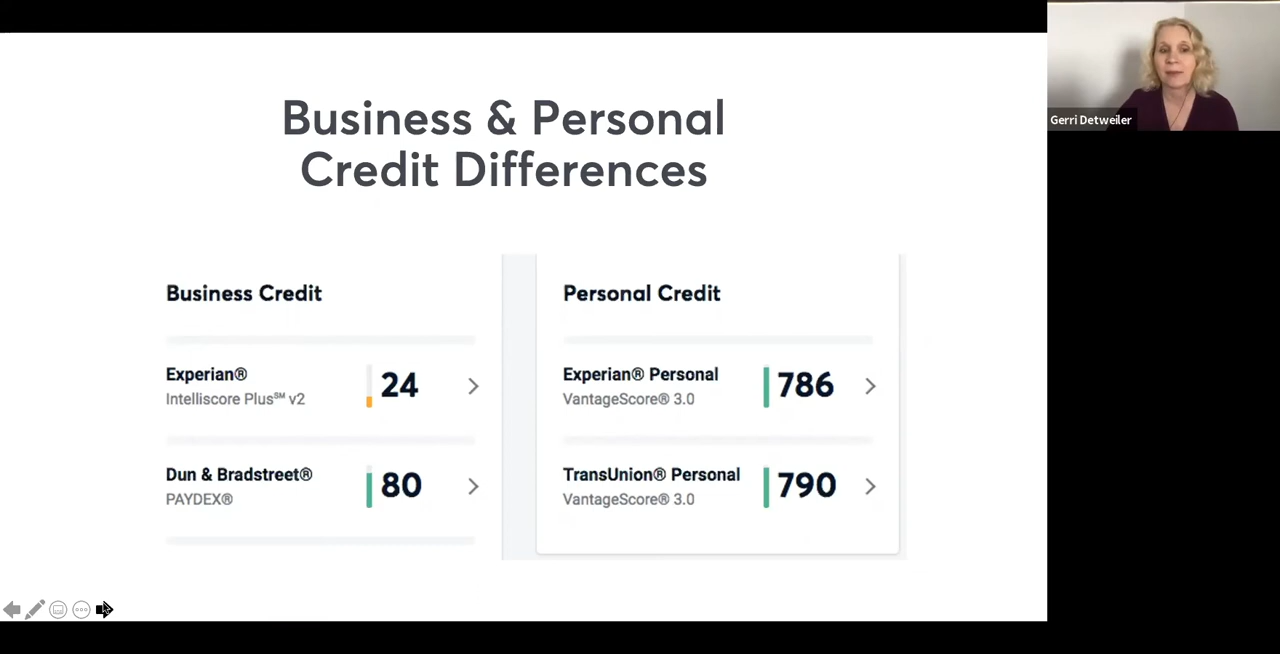 Business & Personal
Credit Differences
Business Credit
Experian®
Intelliscore Plus℠ v2
24
Dun & Bradstreet®
PAYDEX®
80
Personal Credit
Experian® Personal
VantageScore® 3.0
786
TransUnion® Personal
VantageScore® 3.0
790
Gerri Detweiler